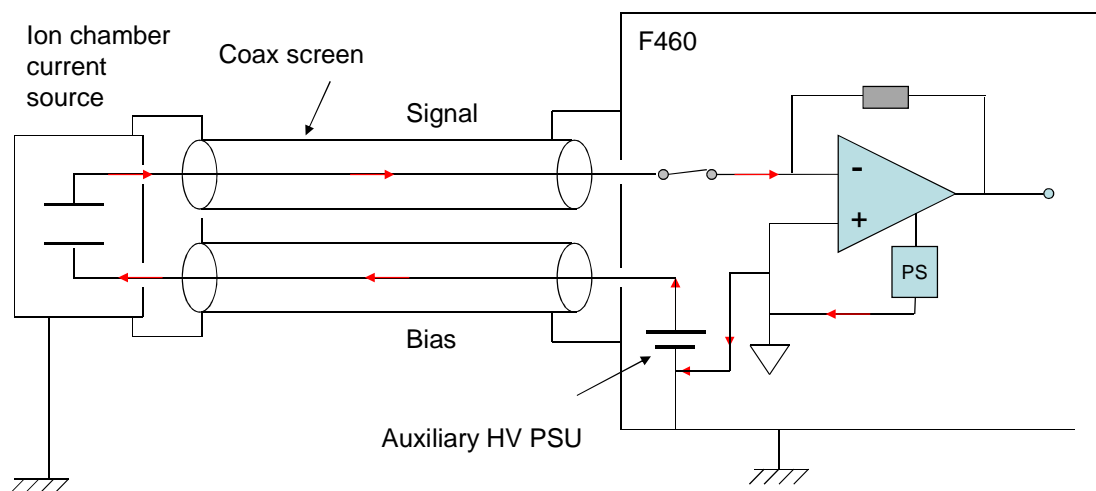 Ion chamber
current
source
Coax screen
Signal
F460
-
+
PS
Bias
Auxiliary HV PSU